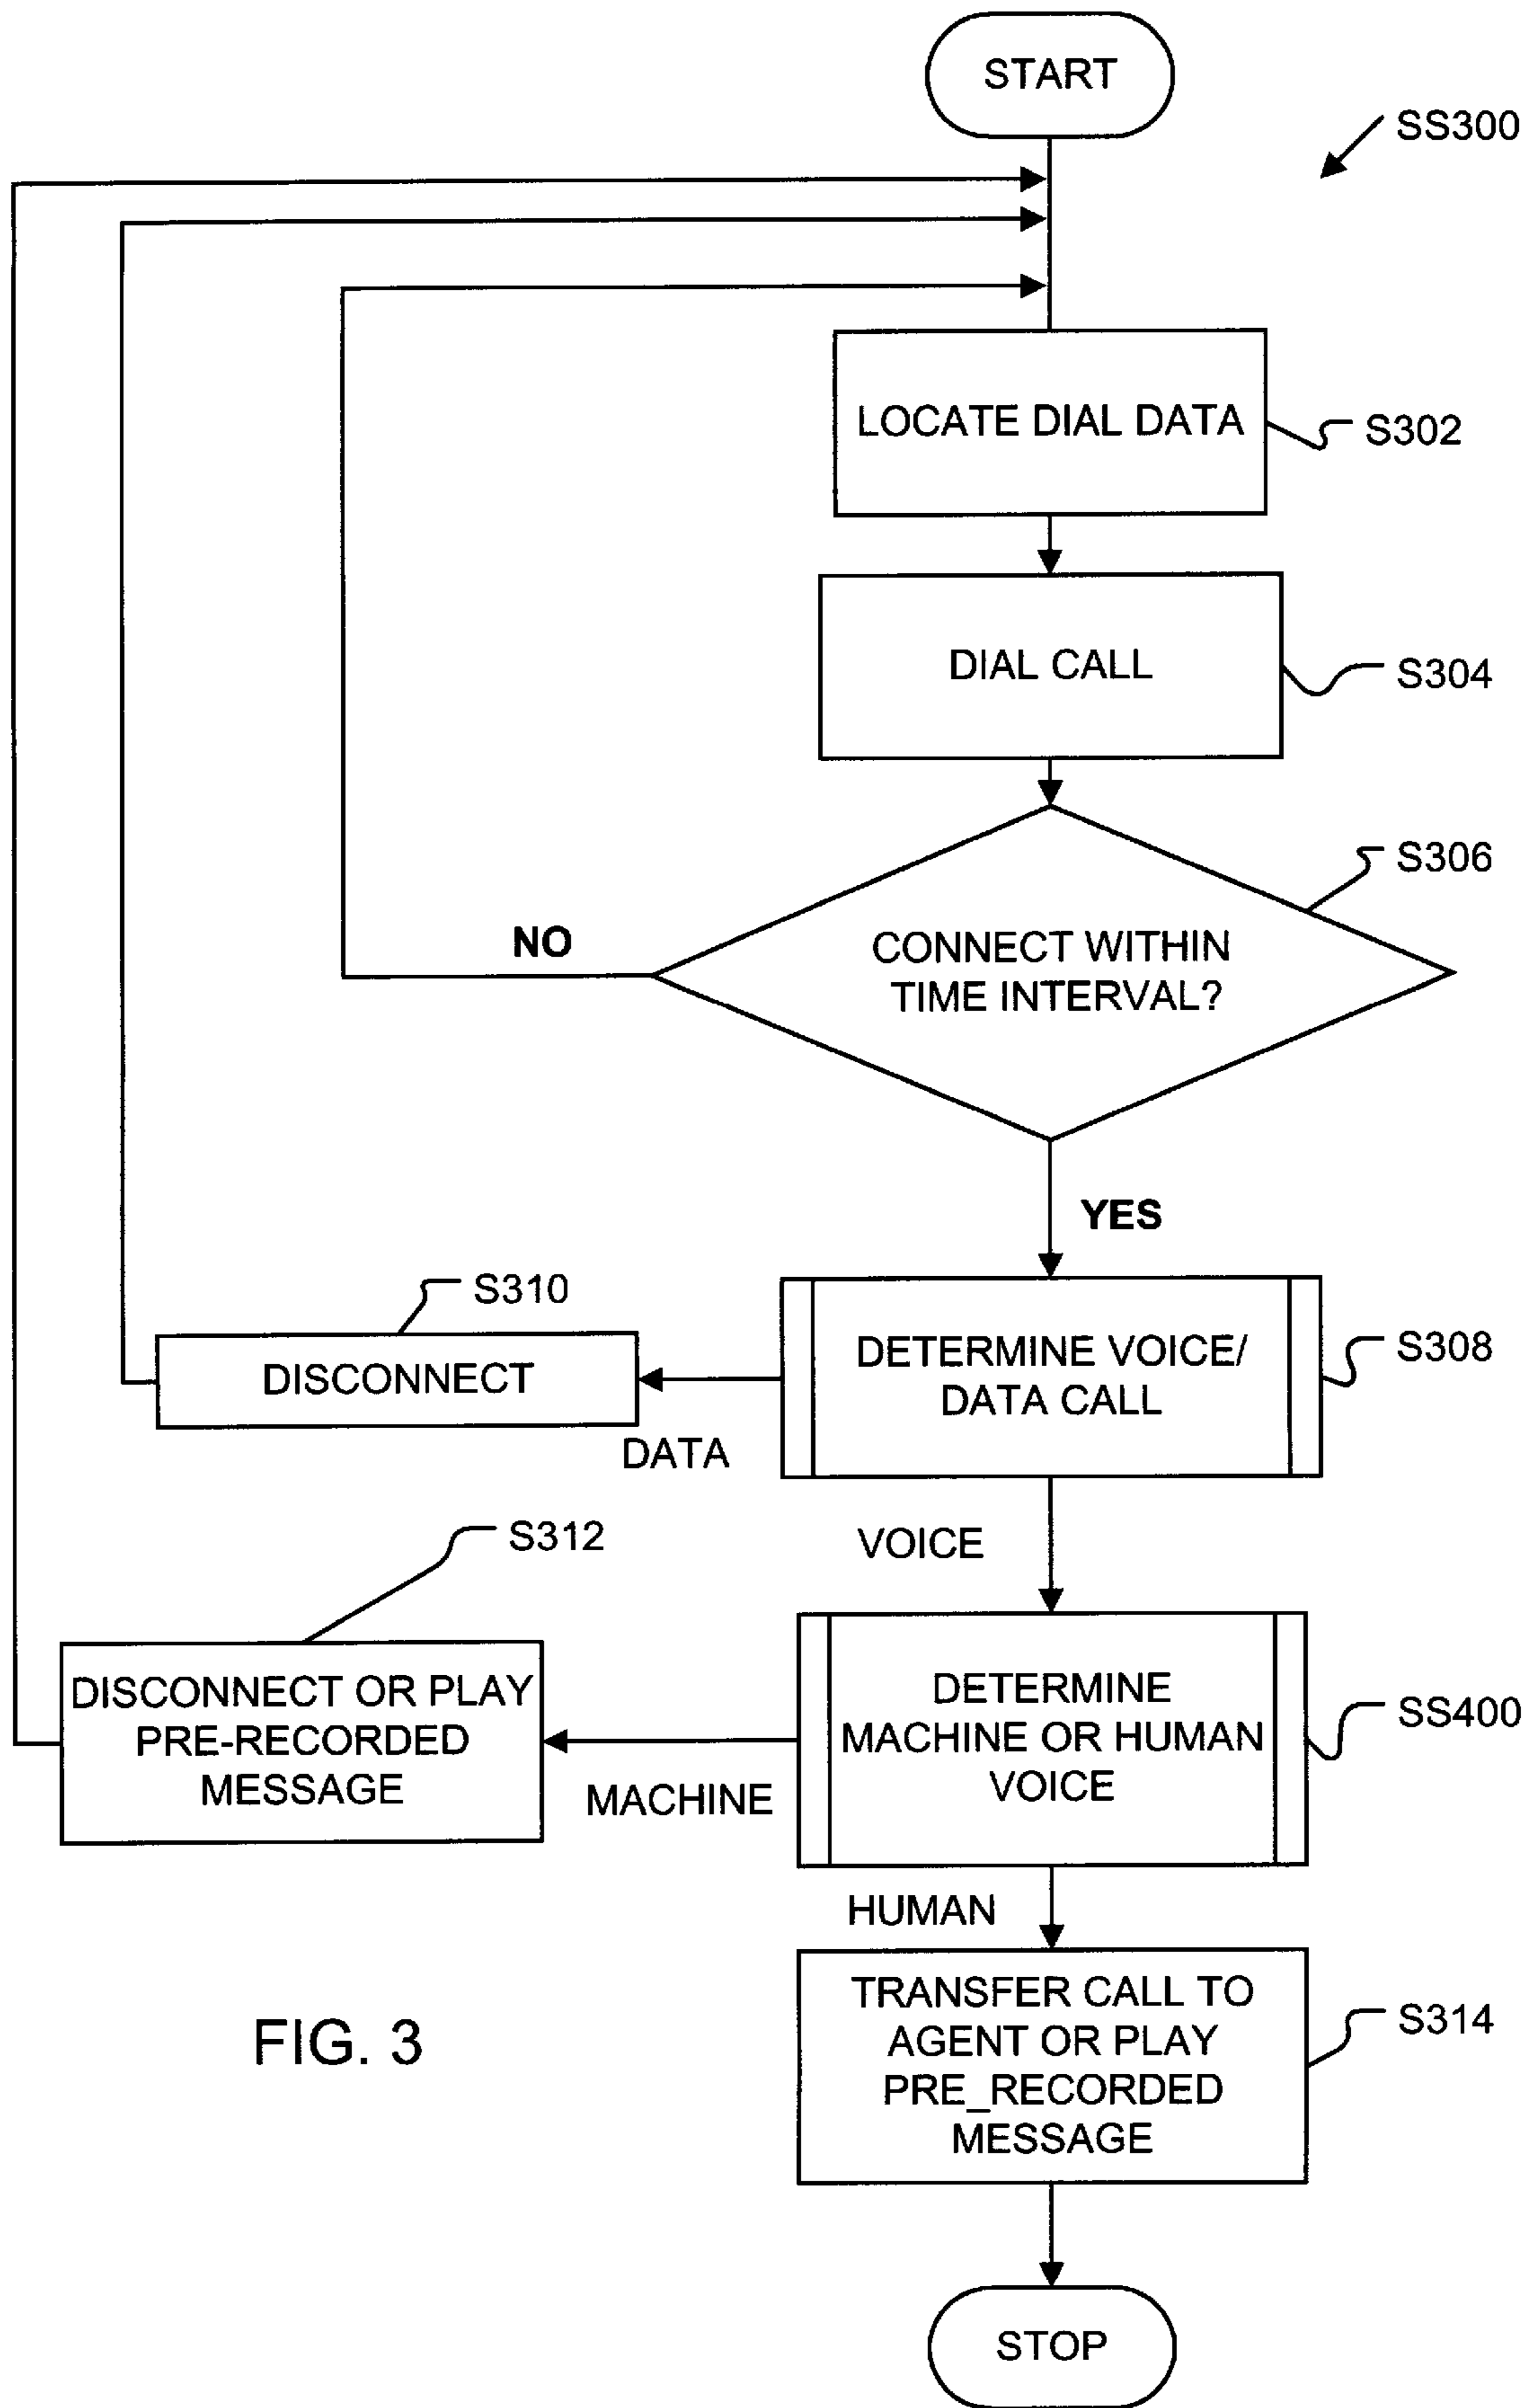 START
SS300
LOCATE DIAL DATA
S302
DIAL CALL
S304
S306
NO
CONNECT WITHIN
TIME INTERVAL?
YES
S310
DISCONNECT
DETERMINE VOICE/
DATA CALL
S308
DATA
VOICE
S312
DISCONNECT OR PLAY
PRE-RECORDED
MESSAGE
DETERMINE
MACHINE OR HUMAN
VOICE
SS400
MACHINE
HUMAN
TRANSFER CALL TO
AGENT OR PLAY
PRE_RECORDED
MESSAGE
S314
FIG. 3
STOP